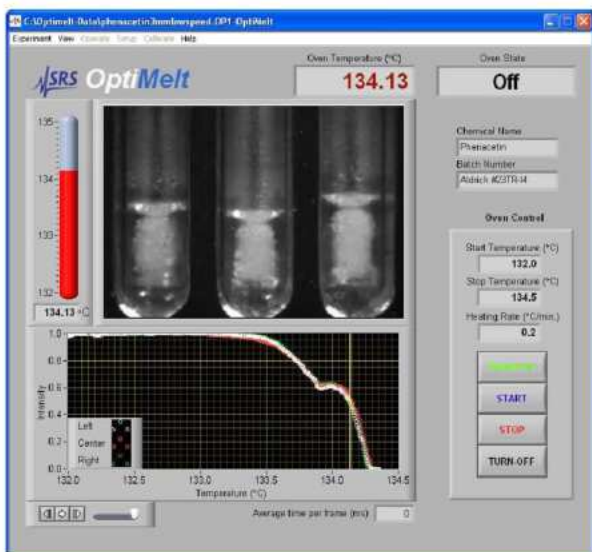 C:\Optimelt-Data\phenacetin3mmlowspeed.OP1-OptiMelt
Experiment View Operate Setup Calibrate Help
SRS OptiMelt
Oven Temperature (°C)
134.13
Oven State
Off
135-
134-
133-
132-
134.13 °C
Chemical Name
Phenacetin
Batch Number
Oven Control
Start Temperature (°C)
132.0
Stop Temperature (°C)
134.5
Heating Rate (°C/min.)
0.2
START
STOP
TURN-OFF
1.0-
0.8-
0.6-
0.4-
0.2-
0.0-
Intensity
Left
Center
Right
132.0 132.5 133.0 133.5 134.0 134.5
Temperature (°C)
Average time per frame (ms) 0